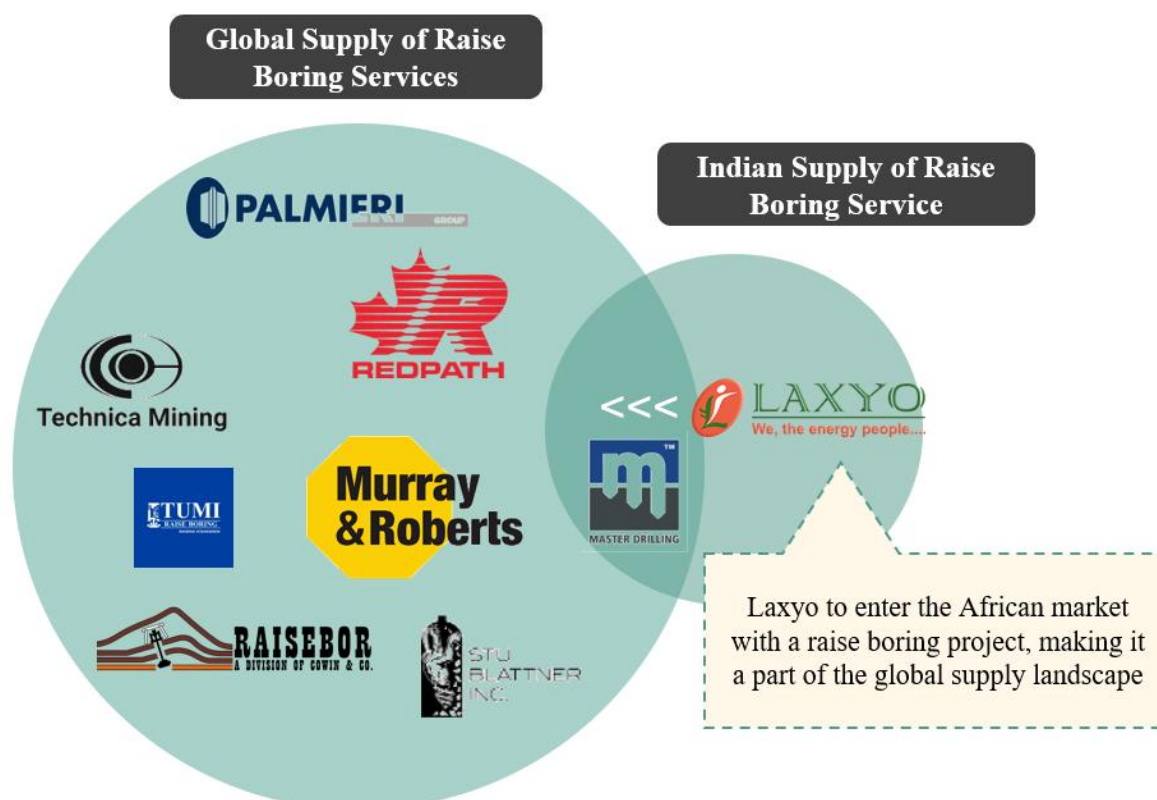 Global Supply of Raise
Boring Services
Indian Supply of Raise
Boring Service
PALMIERI
GROUP
REDPATH
Technica Mining
<<<
LAXYO
We, the energy people....
TM
m
MASTER DRILLING
Murray
& Roberts
TUMI
RAISE BORING
RAISEBOR
A DIVISION OF COWIN & CO.
STU
BLATTNER
INC.
Laxyo to enter the African market
with a raise boring project, making it
a part of the global supply landscape